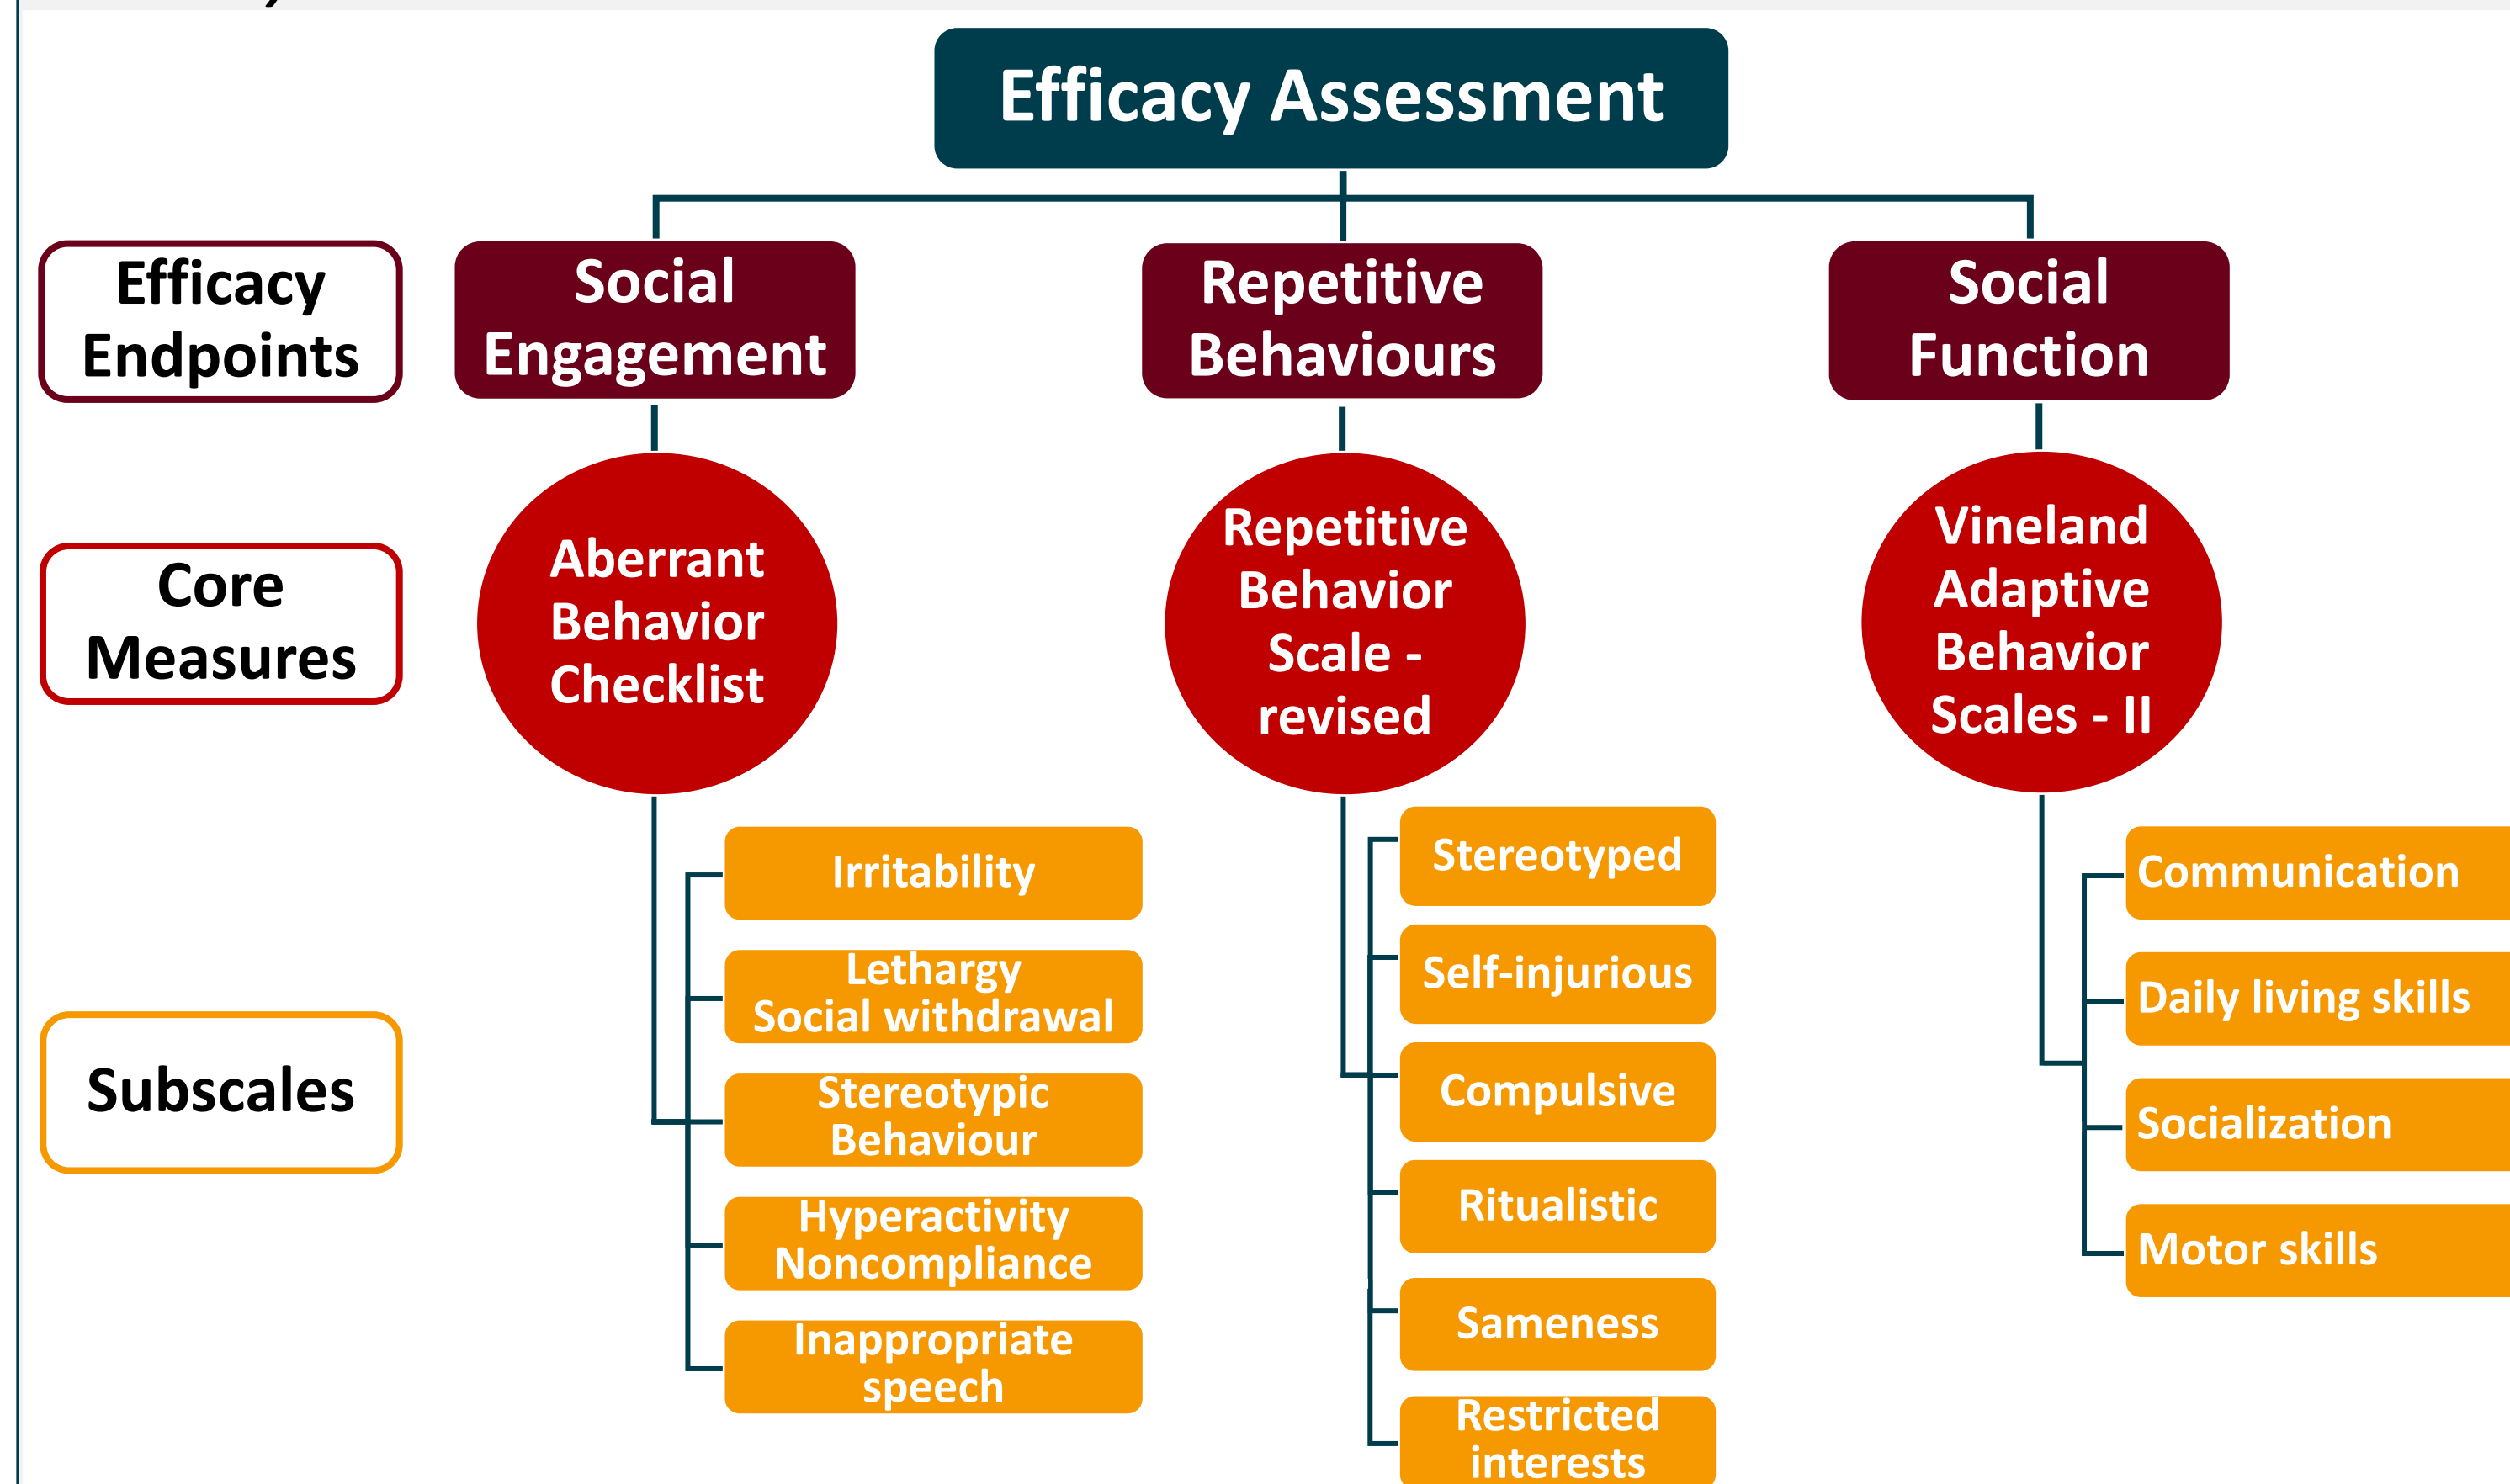 Efficacy Assessment
Efficacy
Endpoints
Social
Engagement
Repetitive
Behaviours
Social
Function
Core
Measures
Aberrant
Behavior
Checklist
Repetitive
Behavior
Scale -
revised
Vineland
Adaptive
Behavior
Scales - II
Subscales
Irritability
Lethargy
Social withdrawal
Stereotypic
Behaviour
Hyperactivity
Noncompliance
Inappropriate
speech
Stereotyped
Self-injurious
Compulsive
Ritualistic
Sameness
Restricted
interests
Communication
Daily living skills
Socialization
Motor skills